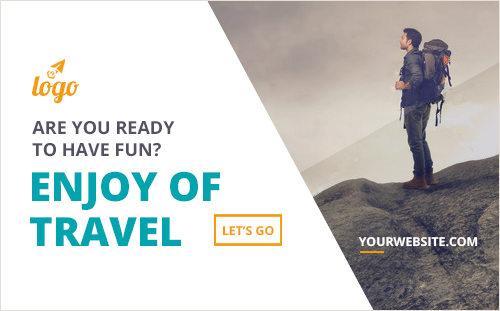 logo
ARE YOU READY
TO HAVE FUN?
ENJOY OF
TRAVEL
LET'S GO
YOURWEBSITE.COM